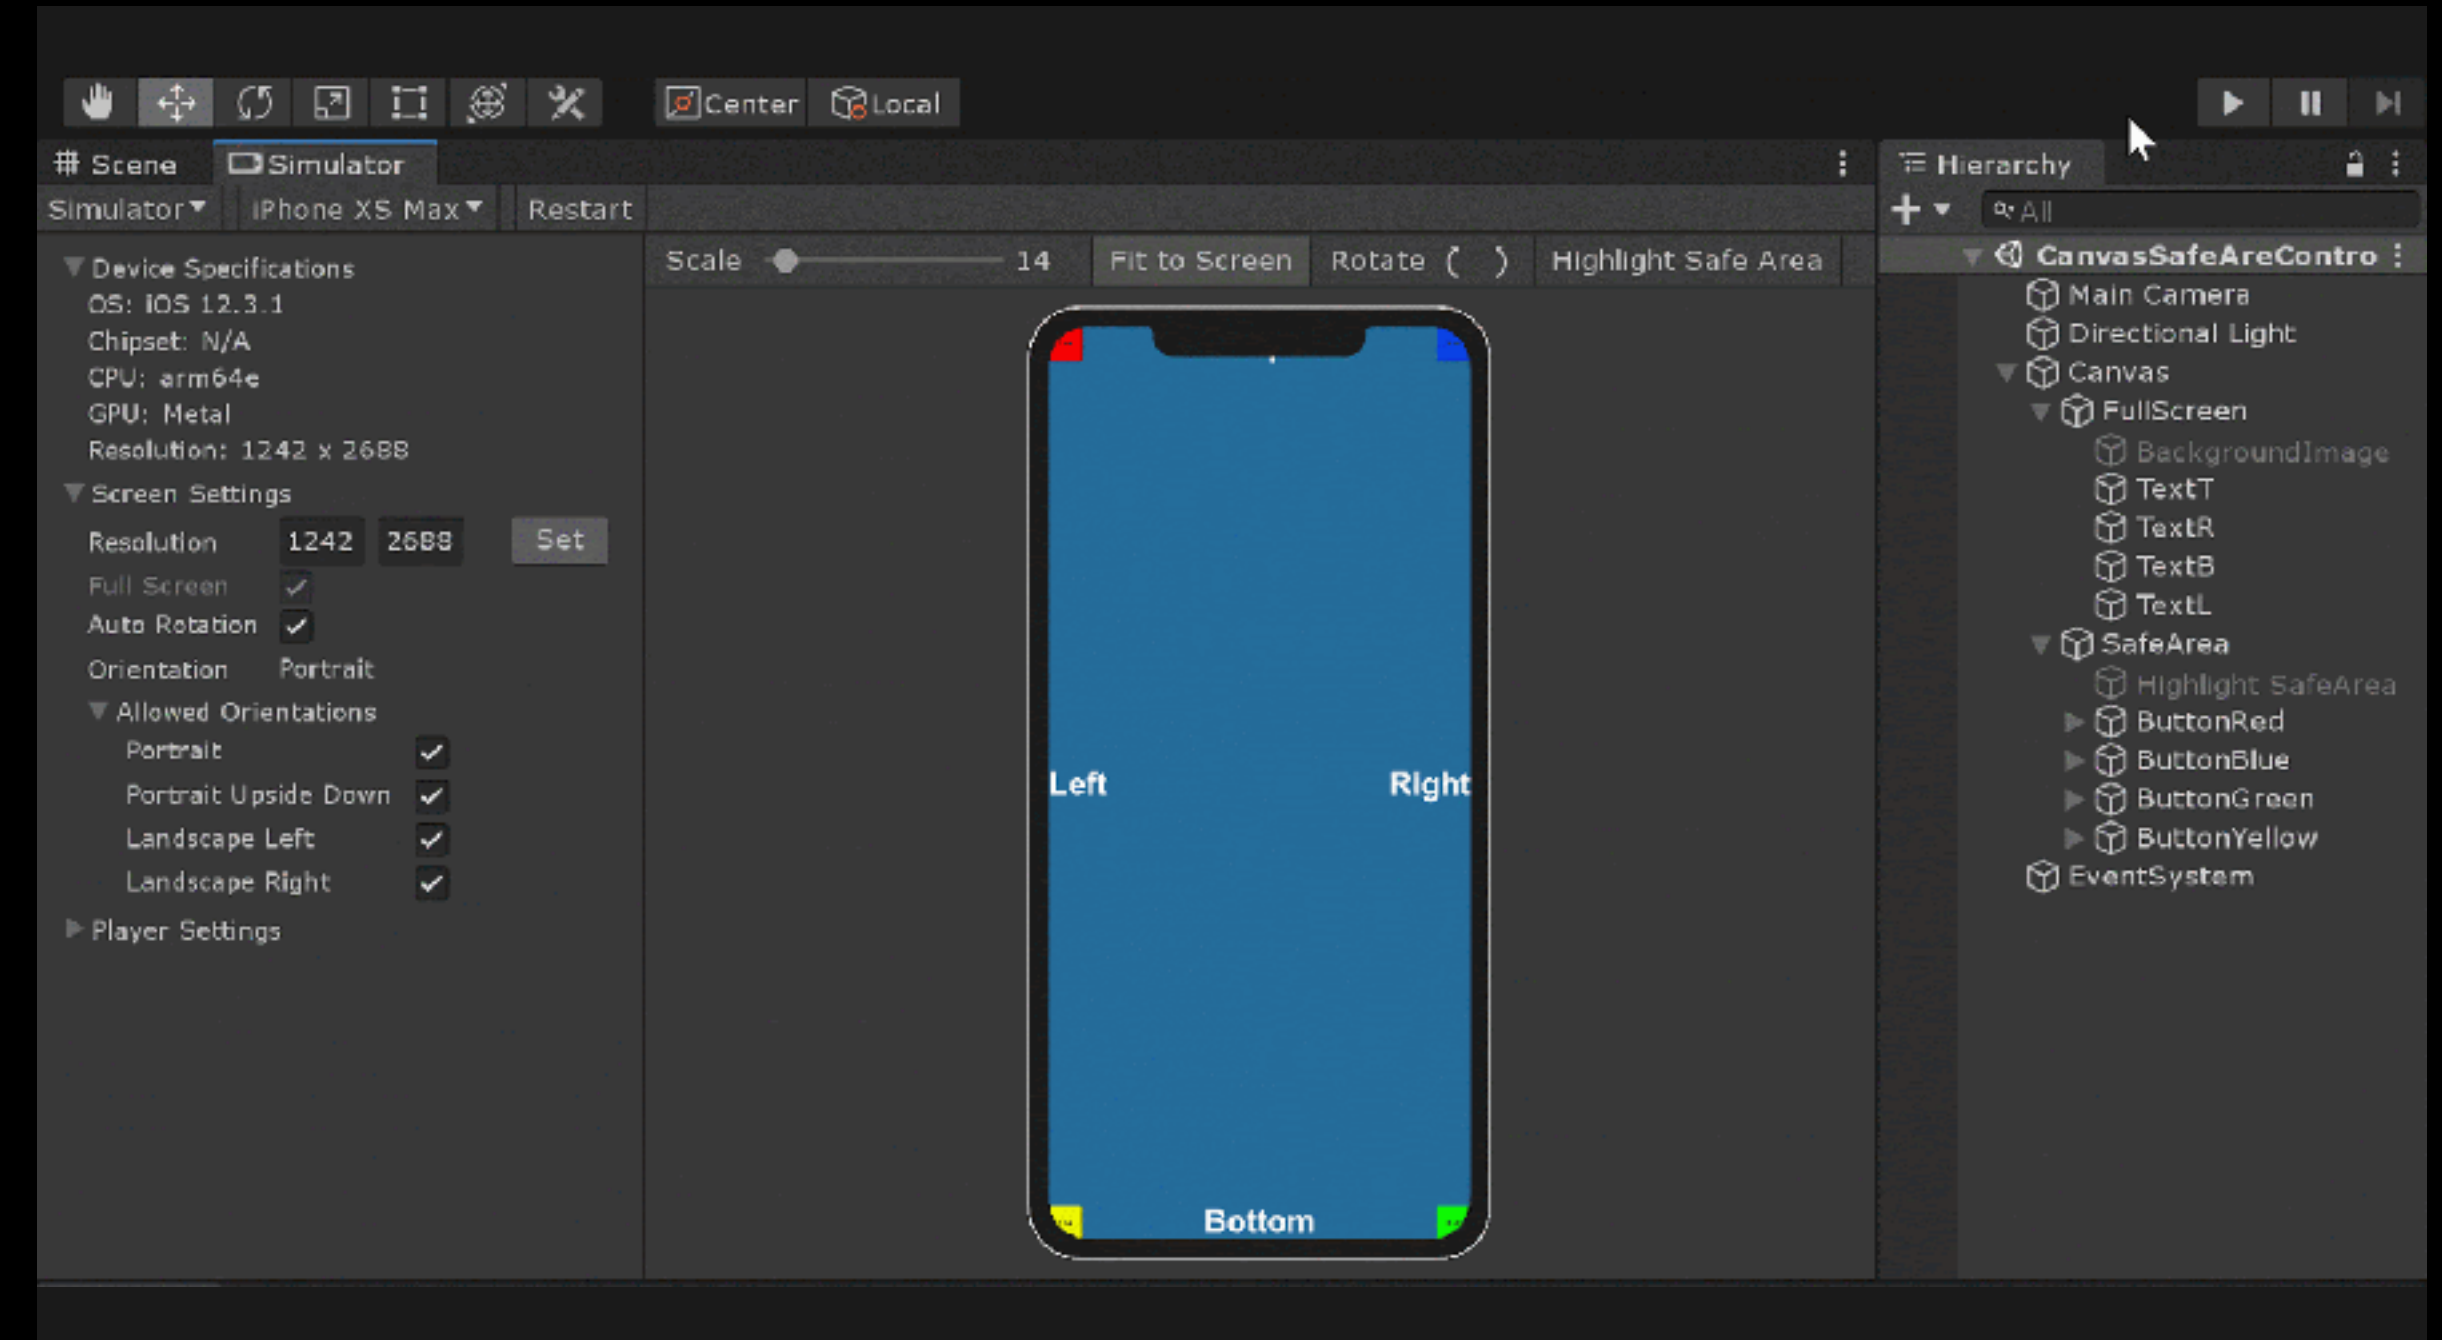 Center Local
Scene Simulator
Simulator iPhone XS Max Restart
Device Specifications
OS: iOS 12.3.1
Chipset: N/A
CPU: arm64e
GPU: Metal
Resolution: 1242 x 2688
Screen Settings
Resolution 1242 2688 Set
Full Screen
Auto Rotation
Orientation Portrait
Allowed Orientations
Portrait
Portrait Upside Down
Landscape Left
Landscape Right
Player Settings
Scale 14 Fit to Screen Rotate Highlight Safe Area
Left Right
Bottom
Hierarchy
All
CanvasSafeAreContro
Main Camera
Directional Light
Canvas
FullScreen
BackgroundImage
TextT
TextR
TextB
TextL
SafeArea
Highlight SafeArea
ButtonRed
ButtonBlue
ButtonGreen
ButtonYellow
EventSystem